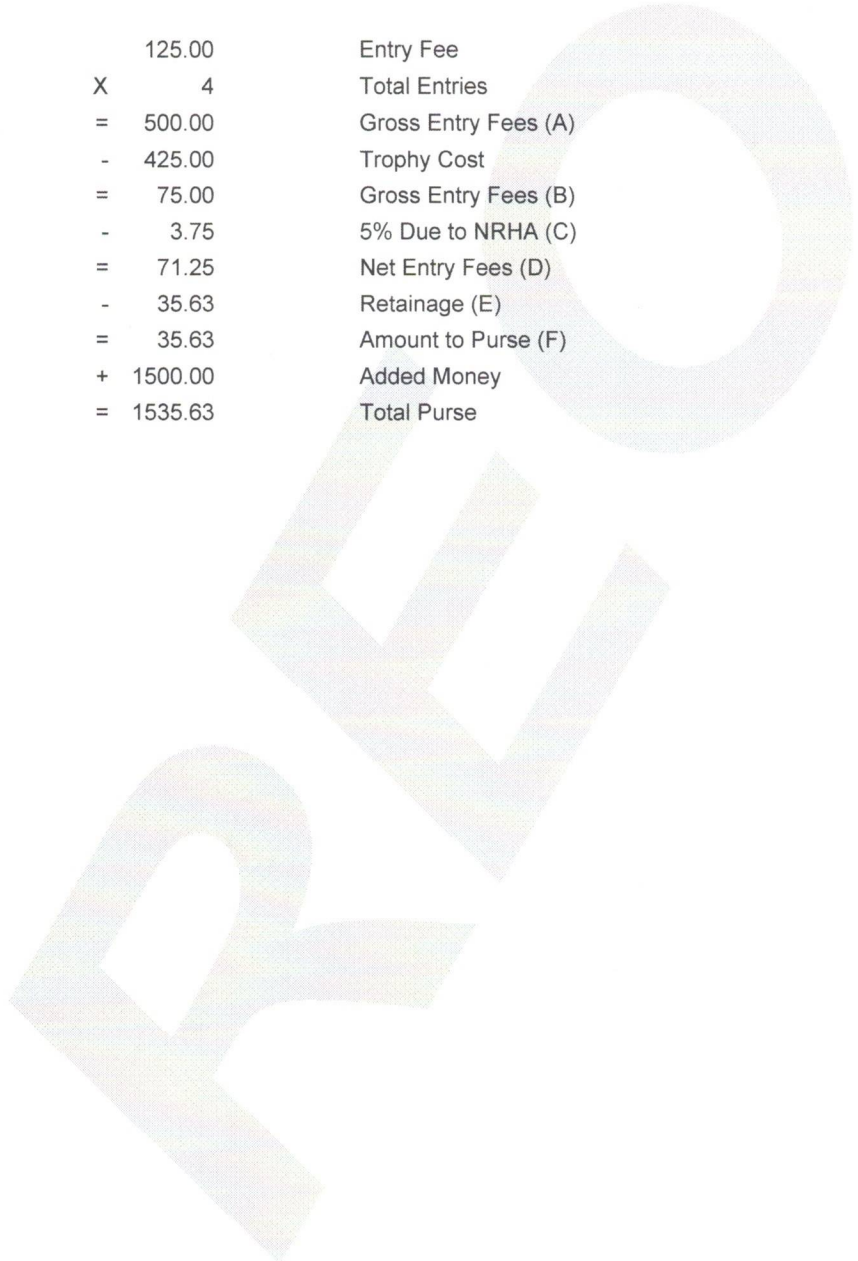 125.00 Entry Fee
X 4 Total Entries
= 500.00 Gross Entry Fees (A)
- 425.00 Trophy Cost
= 75.00 Gross Entry Fees (B)
- 3.75 5% Due to NRHA (C)
= 71.25 Net Entry Fees (D)
- 35.63 Retainage (E)
= 35.63 Amount to Purse (F)
+ 1500.00 Added Money
= 1535.63 Total Purse
REO